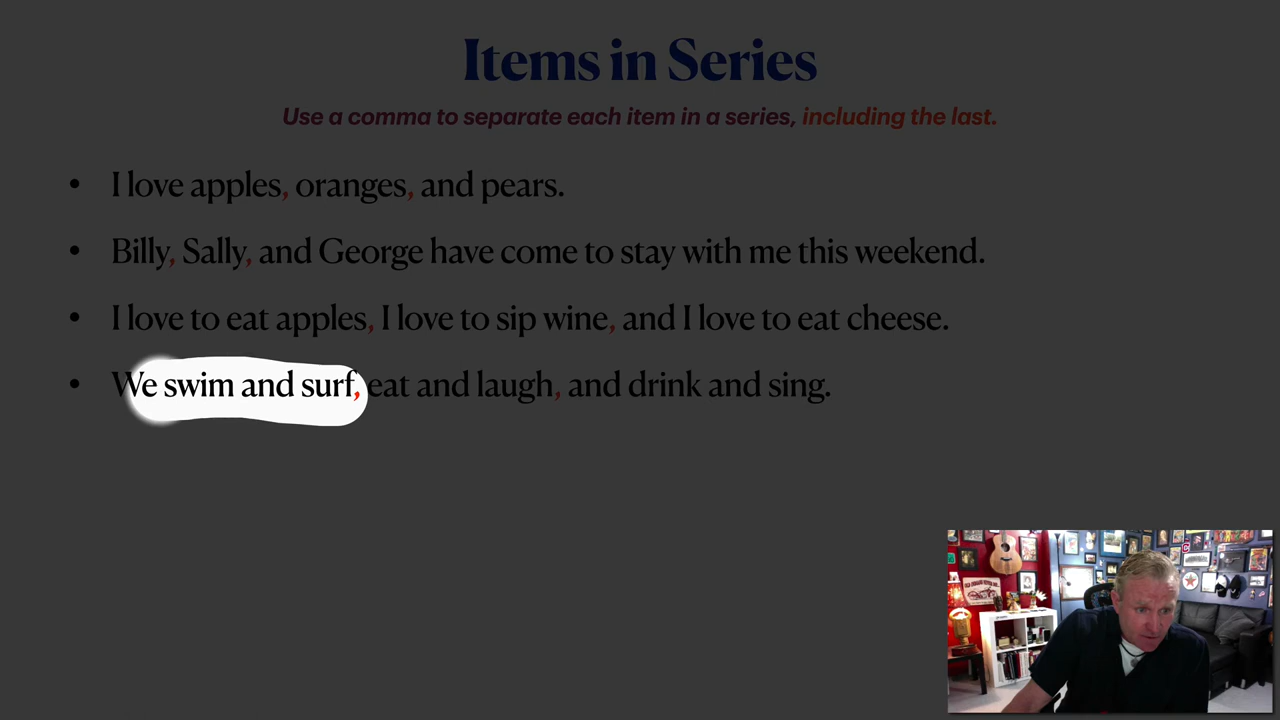 Items in Series
Use a comma to separate each item in a series, including the last.
• I love apples, oranges, and pears.
• Billy, Sally, and George have come to stay with me this weekend.
• I love to eat apples, I love to sip wine, and I love to eat cheese.
• We swim and surf, eat and laugh, and drink and sing.